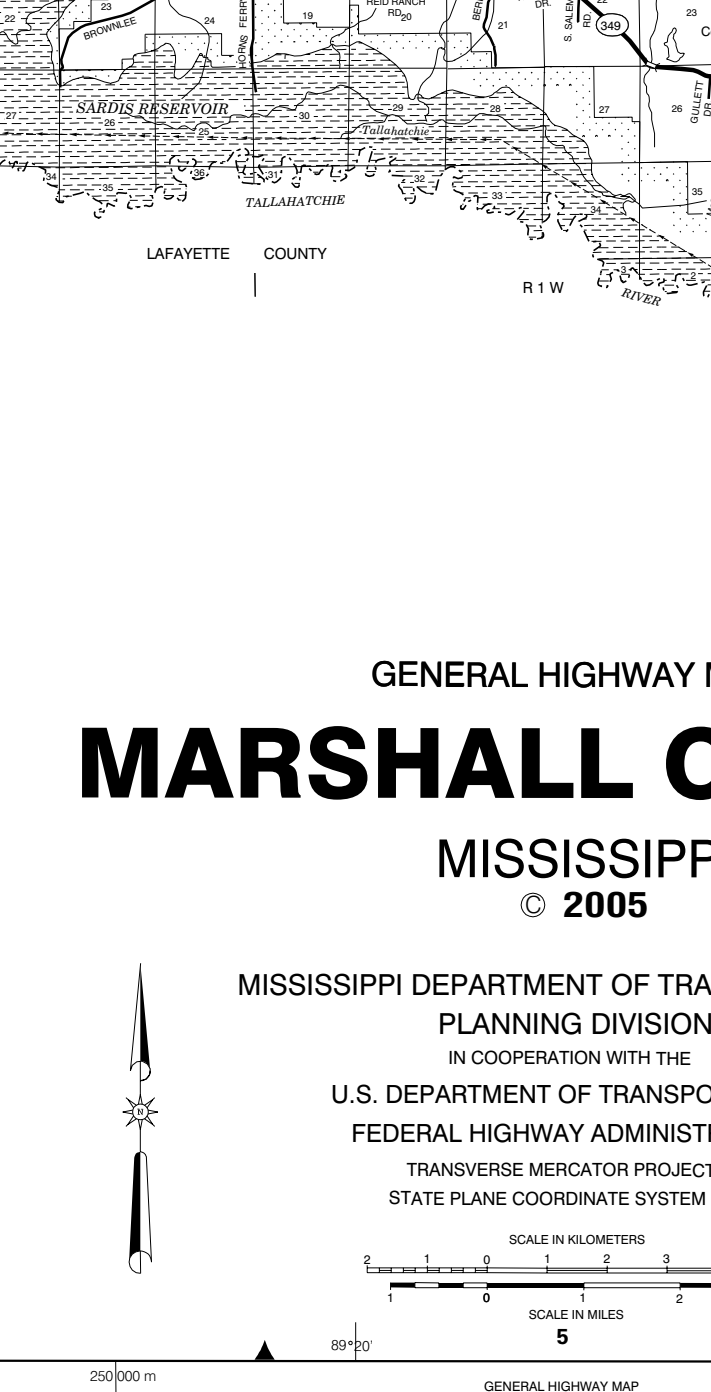 22
BROWNLEE
23
24
HORNS FERRY
19
REID RANCH
RD.
20
21
DR.
S. SALEM
RD.
22
349
23
SARDIS RESERVOIR
27
26
25
30
29
Tallahatchie
28
27
26
GULLETT
DR.
34
35
36
31
32
33
34
35
TALLAHATCHIE
3
2
RIVER
LAFAYETTE COUNTY
R 1 W
GENERAL HIGHWAY
MARSHALL
MISSISSIPP
© 2005
N
MISSISSIPPI DEPARTMENT OF TRA
PLANNING DIVISION
IN COOPERATION WITH THE
U.S. DEPARTMENT OF TRANSPO
FEDERAL HIGHWAY ADMINIST
TRANSVERSE MERCATOR PROJECT
STATE PLANE COORDINATE SYSTEM
SCALE IN KILOMETERS
2 1 0 1 2 3
1 0 1 2
SCALE IN MILES
5
89°20'
250 000 m
GENERAL HIGHWAY MAP